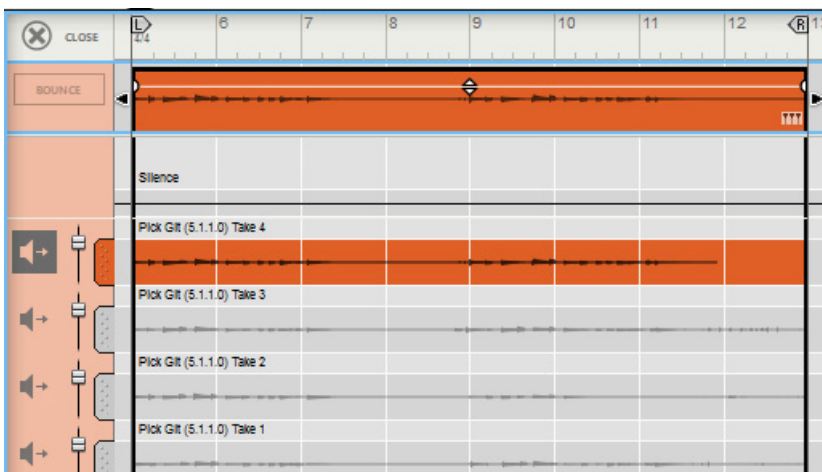 CLOSE
L 6 7 8 9 10 11 12 R 13
4/4
BOUNCE
Silence
Pick Git (5.1.1.0) Take 4
Pick Git (5.1.1.0) Take 3
Pick Git (5.1.1.0) Take 2
Pick Git (5.1.1.0) Take 1